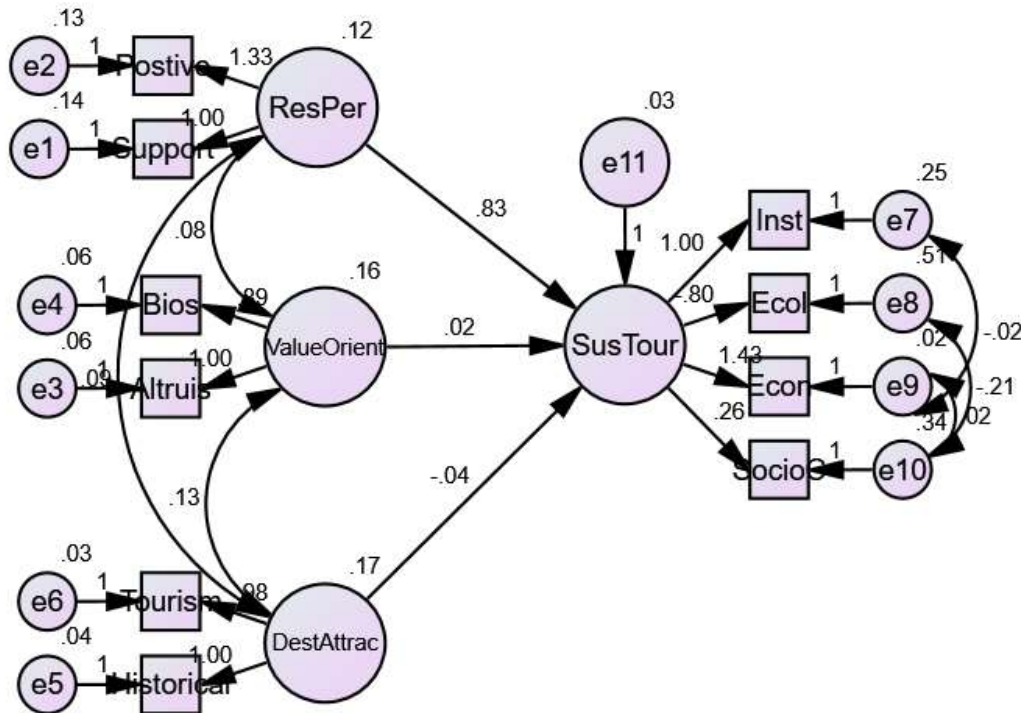 .13
.12
e2
1
Postive
1.33
ResPer
.14
.03
e1
1
Support
1.00
e11
.25
.83
1
Inst
1
e7
1.00
.08
.51
.06
.16
-.80
Ecol
1
e8
e4
1
Bios
.89
.02
-.02
.06
ValueOrient
.02
SusTour
1.43
Econ
1
e9
-.21
e3
1
Altruis
1.00
.09
.26
.34
.02
SocioC
1
e10
-.04
.13
.03
.17
e6
1
Tourism
.98
.04
DestAttrac
e5
1
Historical
1.00